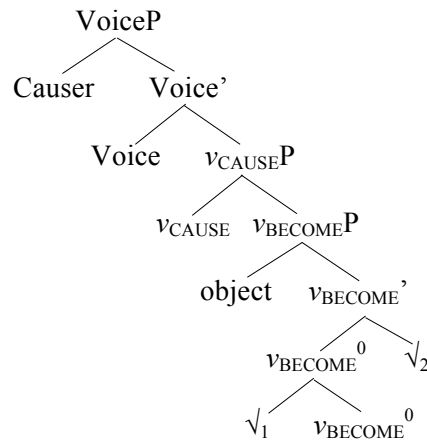 VoiceP
Causer Voice’
Voice vCAUSEP
vCAUSE vBECOMEP
object vBECOME’
vBECOME⁰ √₂
√₁ vBECOME⁰